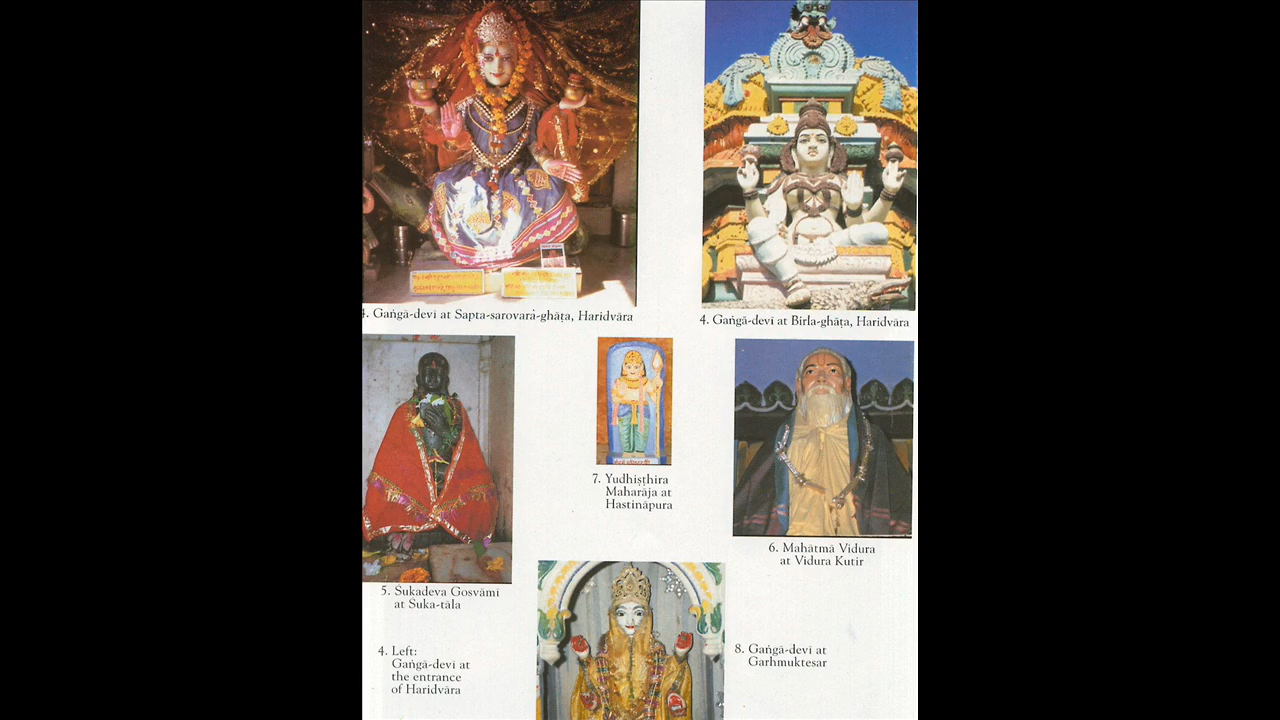 4. Gaṅgā-devī at Sapta-sarovara-ghāṭa, Haridvāra
4. Gaṅgā-devī at Birla-ghāṭa, Haridvāra
7. Yudhiṣṭhira
Mahārāja at
Hastināpura
6. Mahātmā Vidura
at Vidura Kutīr
5. Śukadeva Gosvāmī
at Śuka-tāla
4. Left:
Gaṅgā-devī at
the entrance
of Haridvāra
8. Gaṅgā-devī at
Garhmuktesar